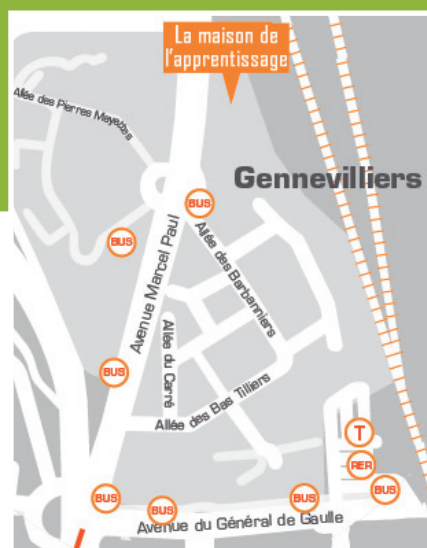 La maison de
l'apprentissage
Allée des Pierres Mayettes
Gennevilliers
BUS
BUS
Avenue Marcel Paul
Allée des Barbanniers
Allée du Carré
BUS
Allée des Bas Tilliers
T
RER
BUS
BUS
BUS
BUS
Avenue du Général de Gaulle